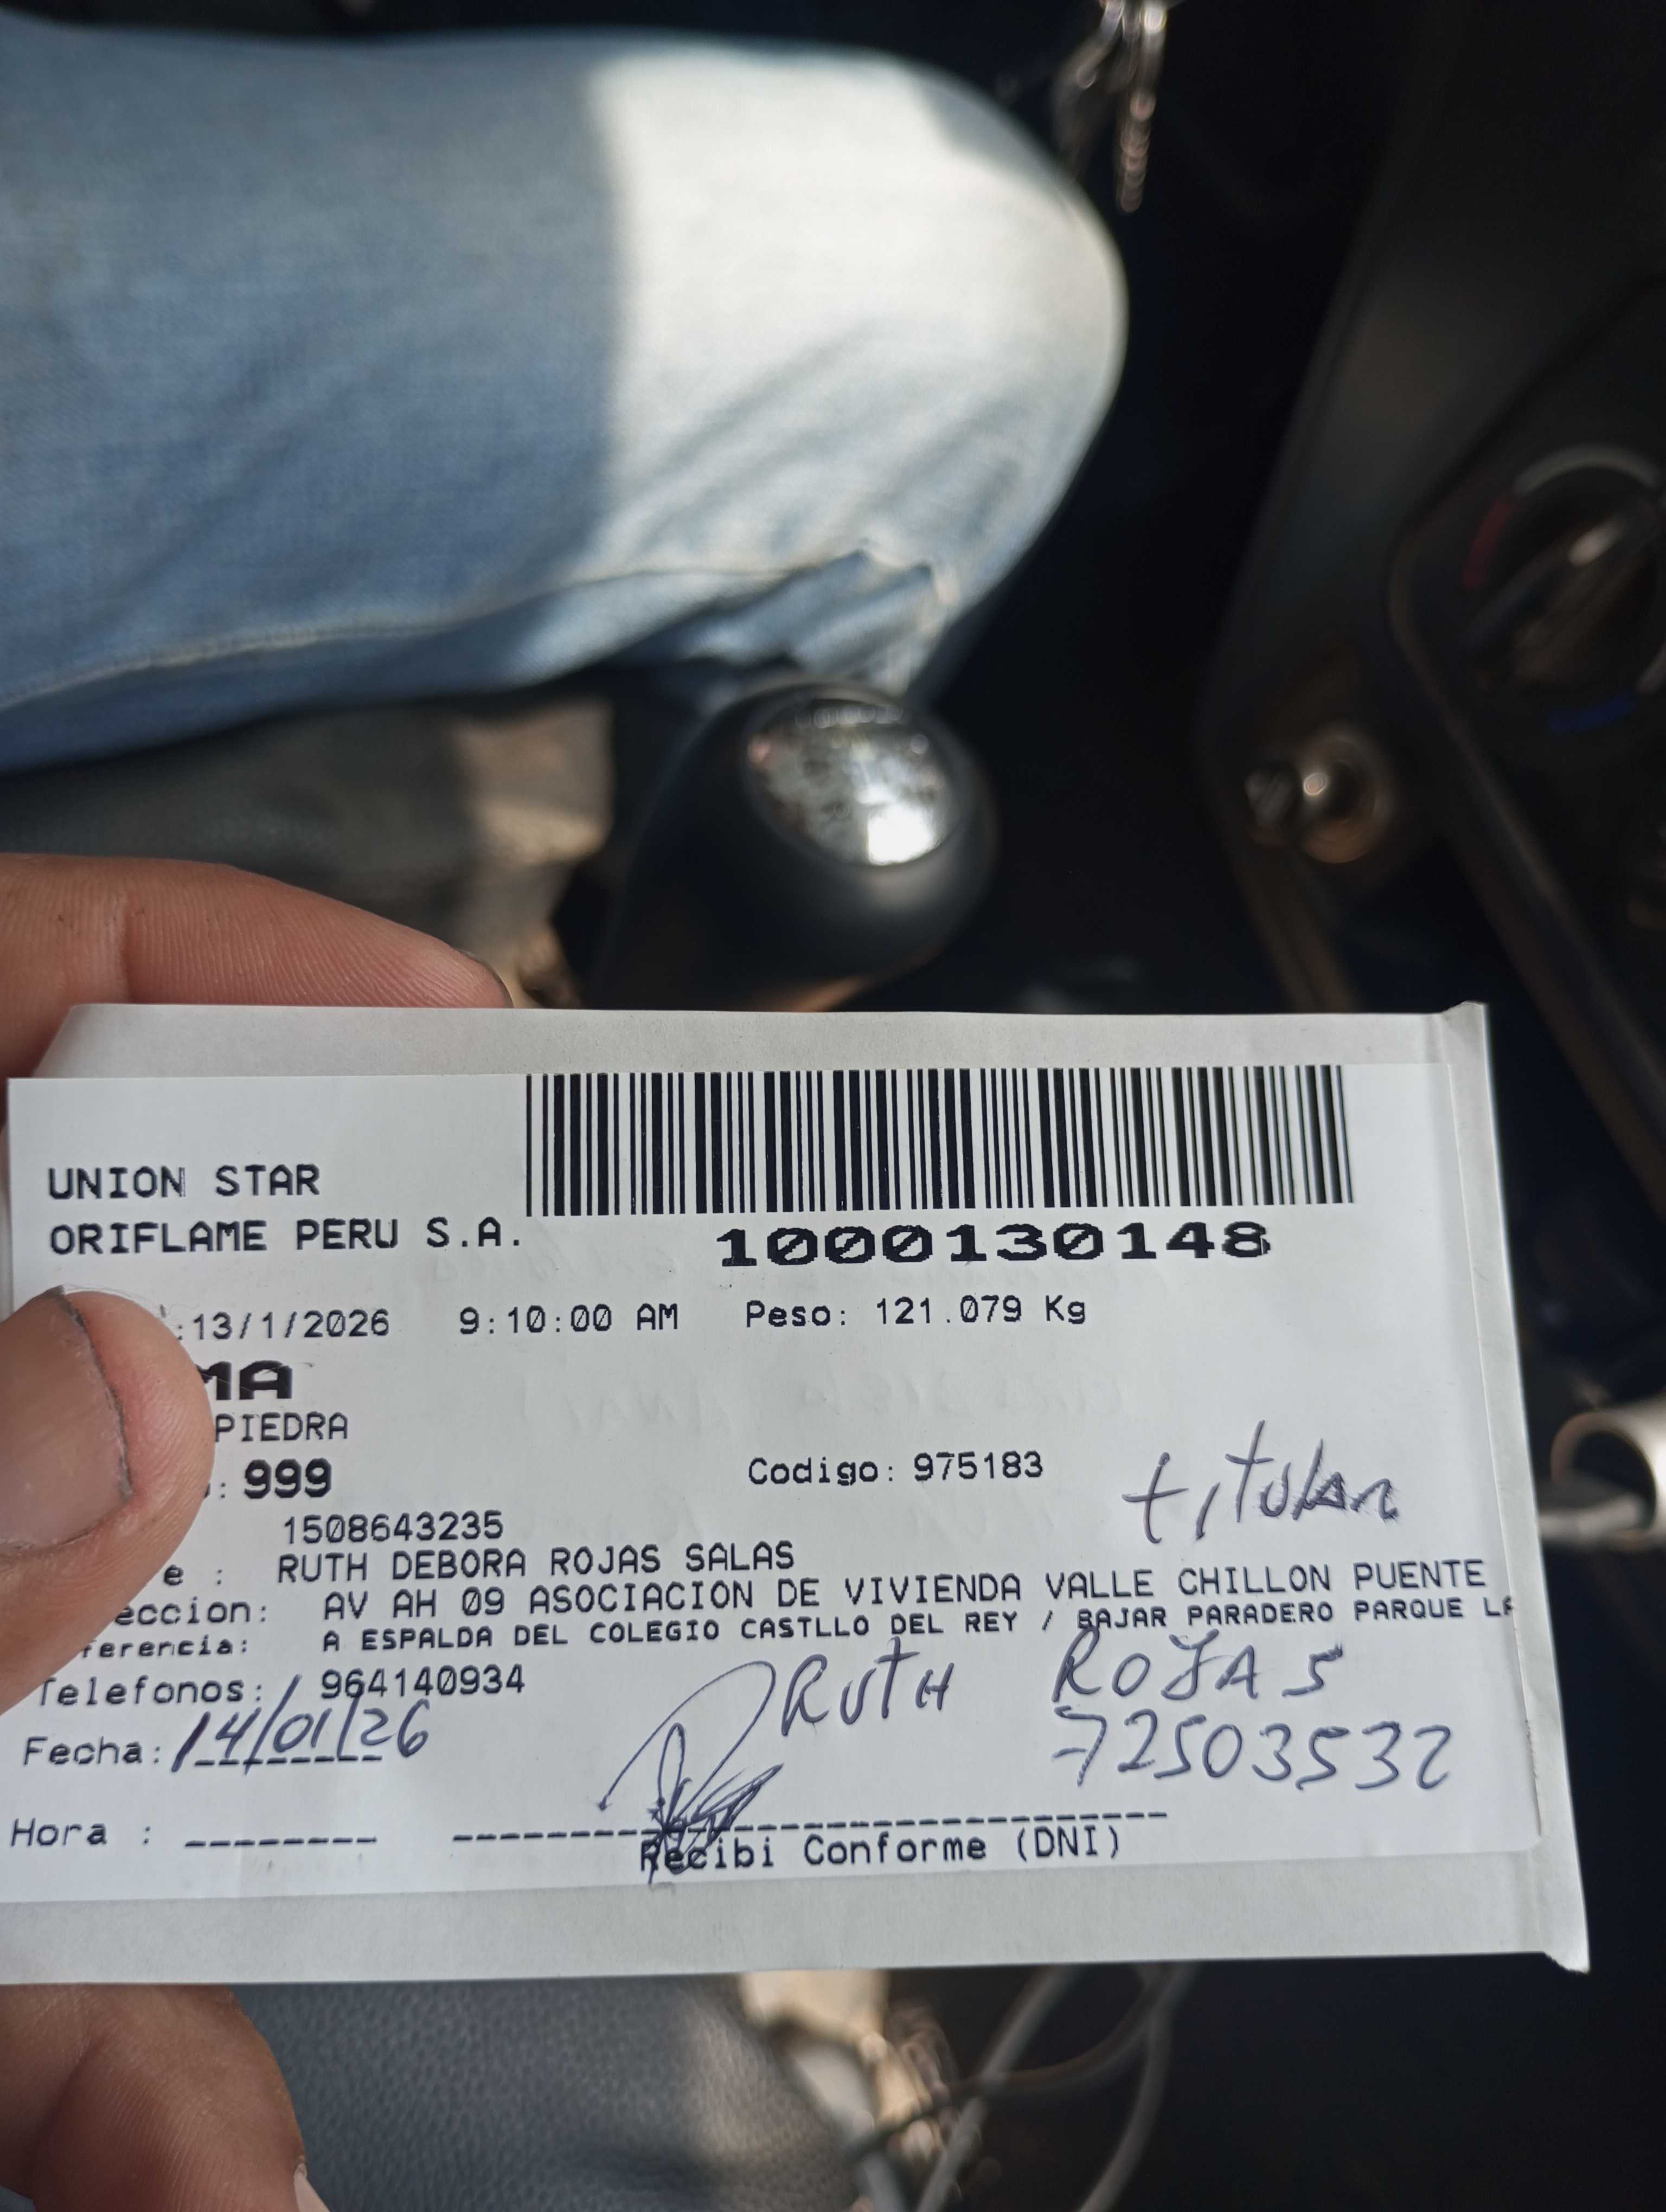 UNION STAR
ORIFLAME PERU S.A.
1000130148
:13/1/2026 9:10:00 AM Peso: 121.079 Kg
MA
PIEDRA
: 999 Codigo: 975183 titular
1508643235
e : RUTH DEBORA ROJAS SALAS
eccion: AV AH 09 ASOCIACION DE VIVIENDA VALLE CHILLON PUENTE
ferencia: A ESPALDA DEL COLEGIO CASTLLO DEL REY / BAJAR PARADERO PARQUE LA
Telefonos: 964140934 RUTH ROJAS
Fecha: 14/01/26 72503532
Hora :
Recibi Conforme (DNI)